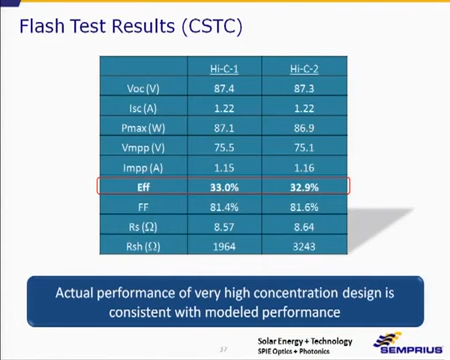 Flash Test Results (CSTC)
Hi-C-1 Hi-C-2
Voc (V) 87.4 87.3
Isc (A) 1.22 1.22
Pmax (W) 87.1 86.9
Vmpp (V) 75.5 75.1
Impp (A) 1.15 1.16
Eff 33.0% 32.9%
FF 81.4% 81.6%
Rs (Ω) 8.57 8.64
Rsh (Ω) 1964 3243
Actual performance of very high concentration design is
consistent with modeled performance
Solar Energy + Technology
SPIE Optics + Photonics
SEMPRIUS